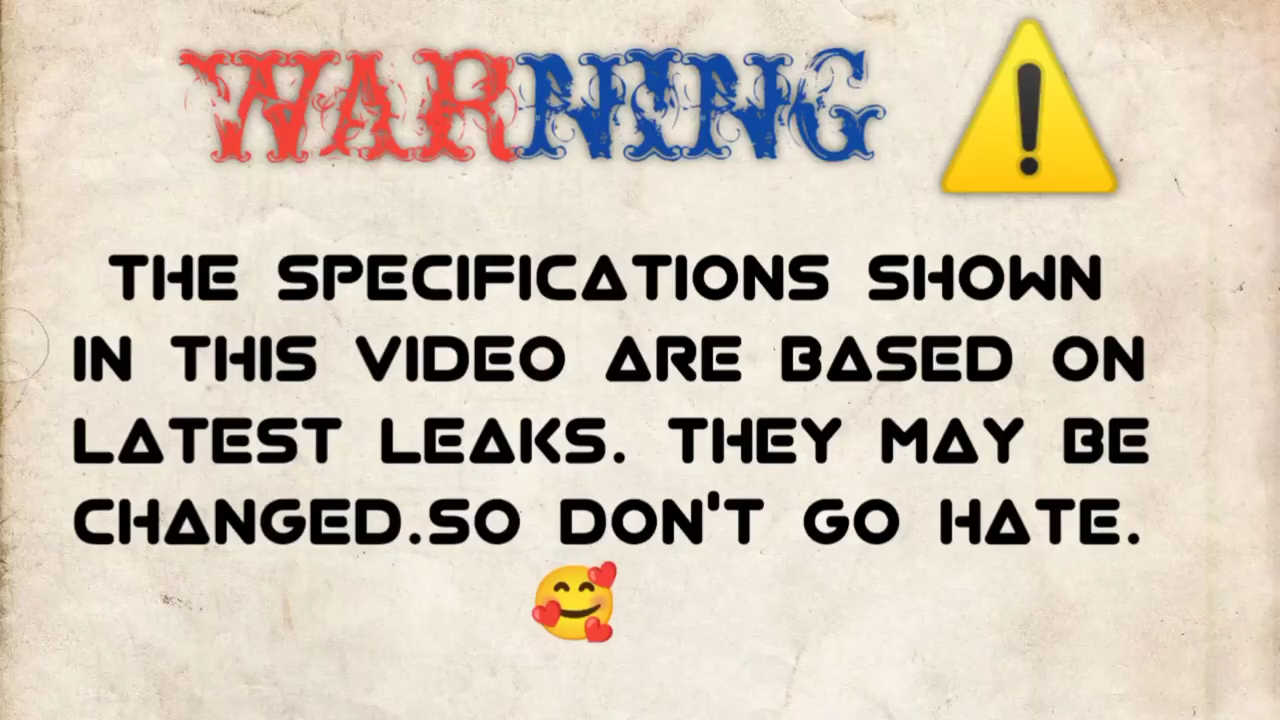 WARNING ⚠️
THE SPECIFICATIONS SHOWN
IN THIS VIDEO ARE BASED ON
LATEST LEAKS. THEY MAY BE
CHANGED.SO DON'T GO HATE.
🥰